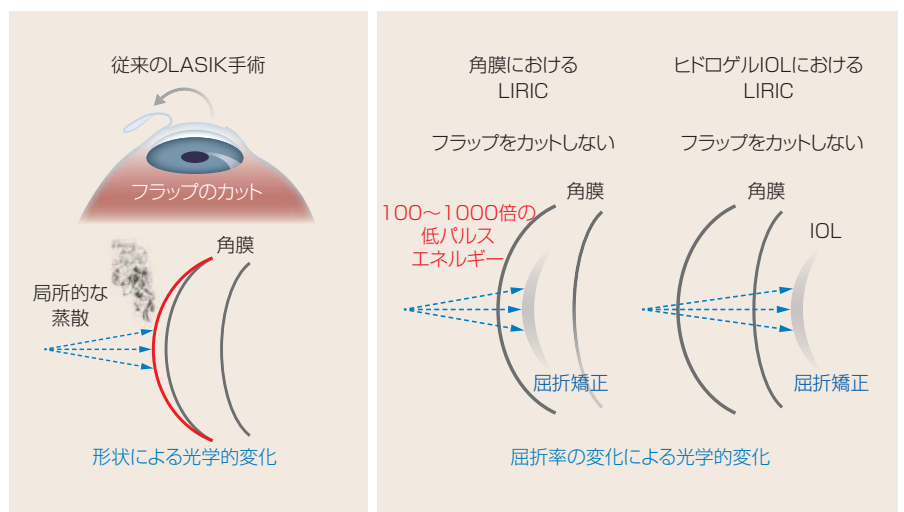 従来のLASIK手術
フラップのカット
角膜
局所的な
蒸散
形状による光学的変化
角膜における
LIRIC
フラップをカットしない
角膜
100～1000倍の
低パルス
エネルギー
屈折矯正
ヒドロゲルIOLにおける
LIRIC
フラップをカットしない
角膜
IOL
屈折矯正
屈折率の変化による光学的変化